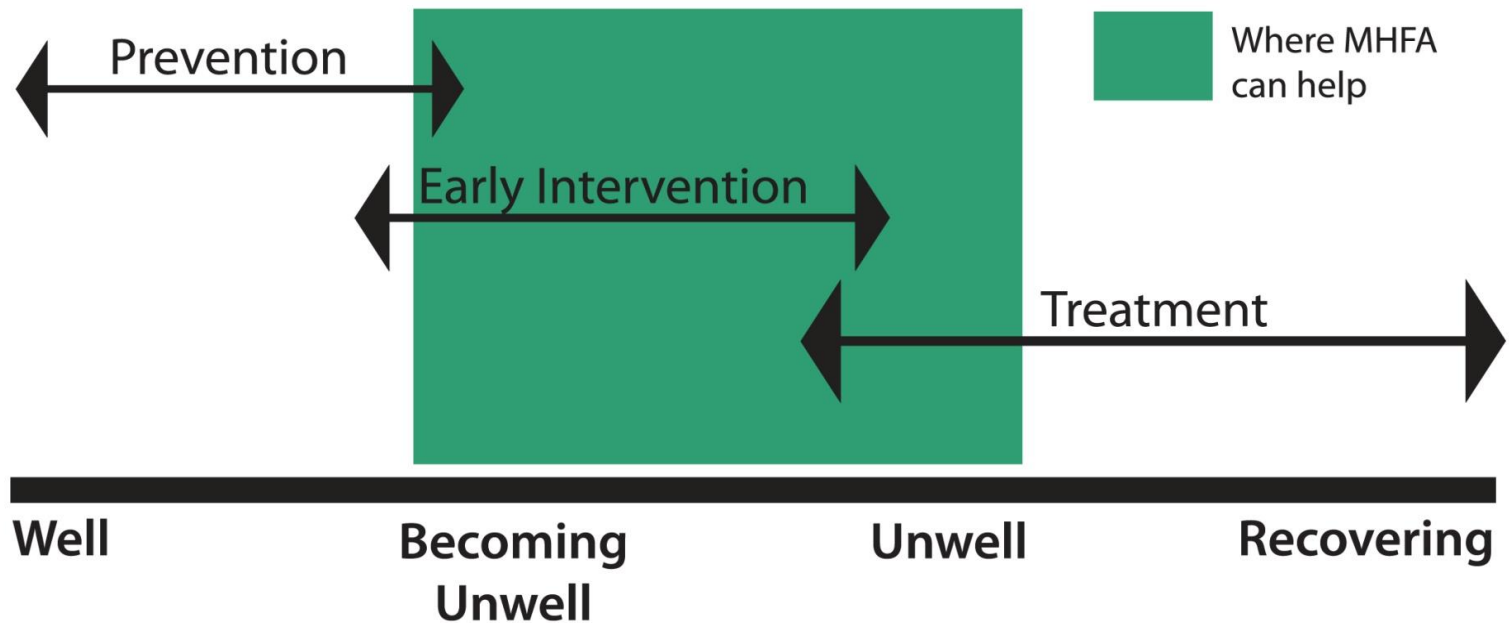 Prevention
Where MHFA
can help
Early Intervention
Treatment
Well
Becoming
Unwell
Unwell
Recovering